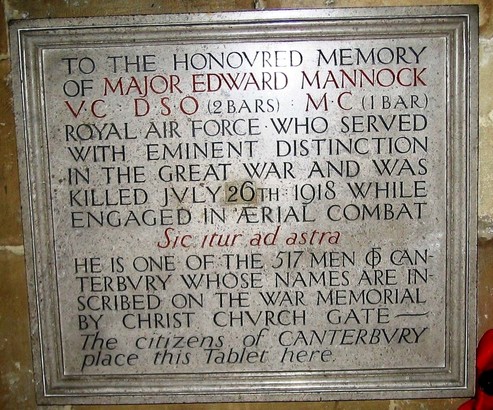 TO THE HONOVRED MEMORY
OF MAJOR EDWARD MANNOCK
V·C· D·S·O (2 BARS) · M·C (1 BAR)
ROYAL AIR FORCE · WHO SERVED
WITH EMINENT DISTINCTION
IN THE GREAT WAR AND WAS
KILLED JVLY 26TH 1918 WHILE
ENGAGED IN ÆRIAL COMBAT
Sic itur ad astra
HE IS ONE OF THE 517 MEN OF CAN-
TERBVRY WHOSE NAMES ARE IN-
SCRIBED ON THE WAR MEMORIAL
BY CHRIST CHVRCH GATE—
The citizens of CANTERBVRY
place this Tablet here.